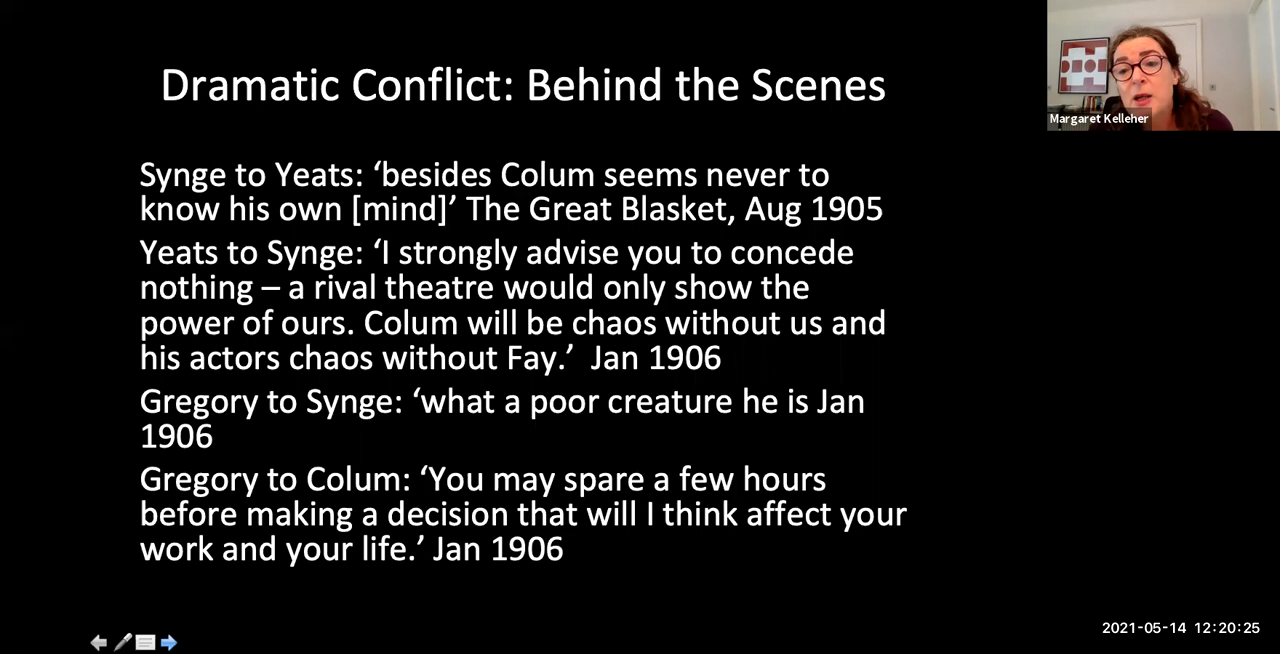 Dramatic Conflict: Behind the Scenes
Margaret Kelleher
Synge to Yeats: ‘besides Colum seems never to
know his own [mind]’ The Great Blasket, Aug 1905
Yeats to Synge: ‘I strongly advise you to concede
nothing – a rival theatre would only show the
power of ours. Colum will be chaos without us and
his actors chaos without Fay.’ Jan 1906
Gregory to Synge: ‘what a poor creature he is Jan
1906
Gregory to Colum: ‘You may spare a few hours
before making a decision that will I think affect your
work and your life.’ Jan 1906
2021-05-14 12:20:25